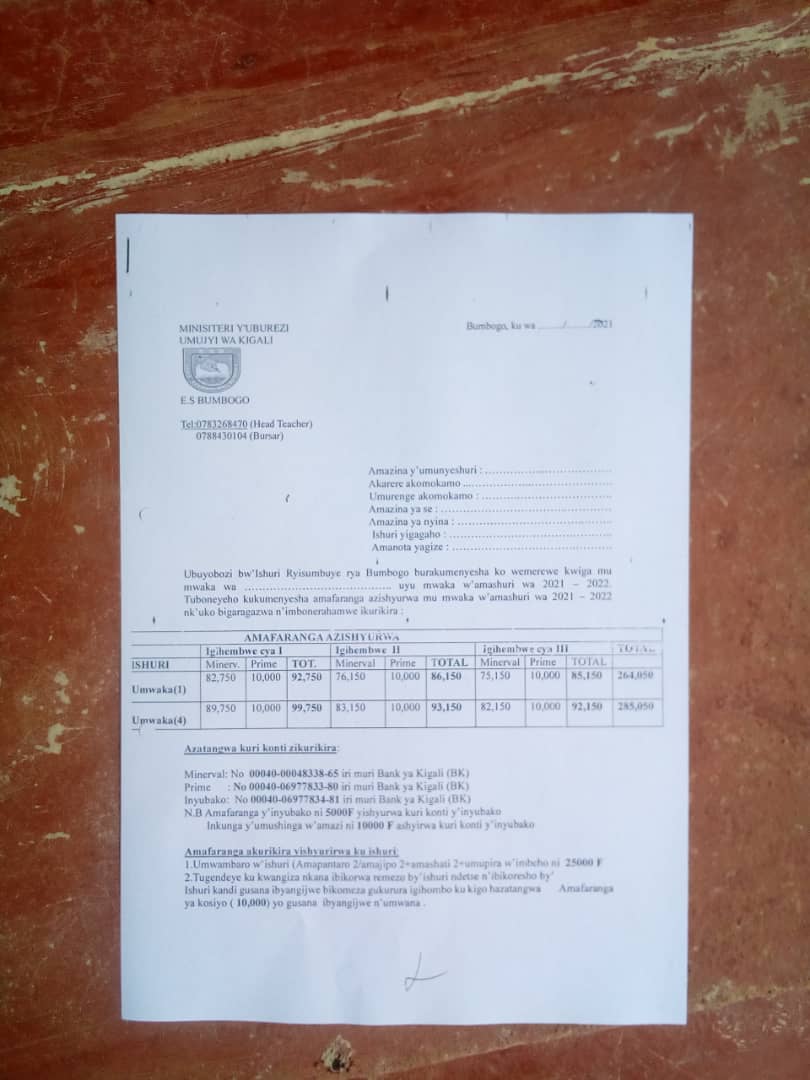 MINISITERI Y'UBUREZI
UMUJYI WA KIGALI
E.S BUMBOGO
Tel:0783268470 (Head Teacher)
0788430104 (Bursar)
Bumbogo, ku wa ........./........./2021
Amazina y'umunyeshuri : ....................................
Akarere akomokamo ..........................................
Umurenge akomokamo : ....................................
Amazina ya se : ................................................
Amazina ya nyina : ...........................................
Ishuri yigagaho : .............................................
Amanota yagize : .............................................
Ubuyobozi bw'Ishuri Ryisumbuye rya Bumbogo burakumenyesha ko wemerewe kwiga mu
mwaka wa ........................................ uyu mwaka w'amashuri wa 2021 – 2022.
Tuboneyeho kukumenyesha amafaranga azishyurwa mu mwaka w'amashuri wa 2021 – 2022
nk'uko bigaragazwa n'imbonerahamwe ikurikira :
AMAFARANGA AZISHYURWA
Igihembwe cya I Igihembwe II igihembwe cya III TOTAL
ISHURI Minerv. Prime TOT. Minerval Prime TOTAL Minerval Prime TOTAL
Umwaka(1) 82,750 10,000 92,750 76,150 10,000 86,150 75,150 10,000 85,150 264,050
Umwaka(4) 89,750 10,000 99,750 83,150 10,000 93,150 82,150 10,000 92,150 285,050
Azatangwa kuri konti zikurikira:
Minerval: No 00040-00048338-65 iri muri Bank ya Kigali (BK)
Prime : No 00040-06977833-80 iri muri Bank ya Kigali (BK)
Inyubako: No 00040-06977834-81 iri muri Bank ya Kigali (BK)
N.B Amafaranga y'inyubako ni 5000F yishyurwa kuri konti y'inyubako
Inkunga y'umushinga w'amazi ni 10000 F ashyirwa kuri konti y'inyubako
Amafaranga akurikira yishyurirwa ku ishuri:
1.Umwambaro w'ishuri (Amapantaro 2/amajipo 2+amashati 2+umupira w'imbeho ni 25000 F
2.Tugendeye ku kwangiza nkana ibikorwa remezo by'ishuri ndetse n'ibikoresho by'
Ishuri kandi gusana ibyangijwe bikomeza gukurura igihombo ku kigo hazatangwa Amafaranga
ya kosiyo ( 10,000) yo gusana ibyangijwe n'umwana .